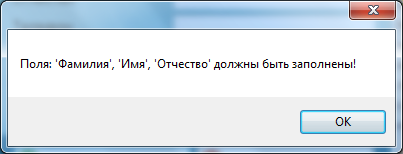 Поля: 'Фамилия', 'Имя', 'Отчество' должны быть заполнены!
OK